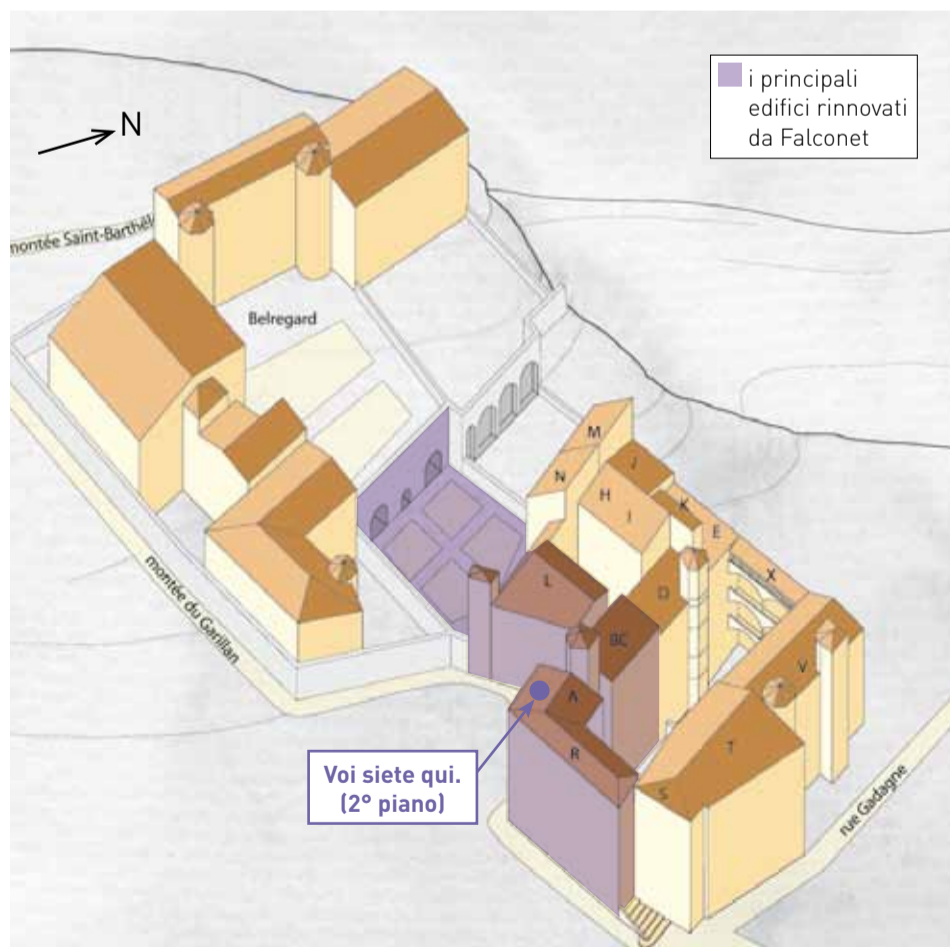 i principali
edifici rinnovati
da Falconet
N
montée Saint-Barthél
Belregard
montée du Garillan
M
N
H
J
I
K
E
X
L
D
BC
V
A
R
T
S
Voi siete qui.
(2° piano)
rue Gadagne